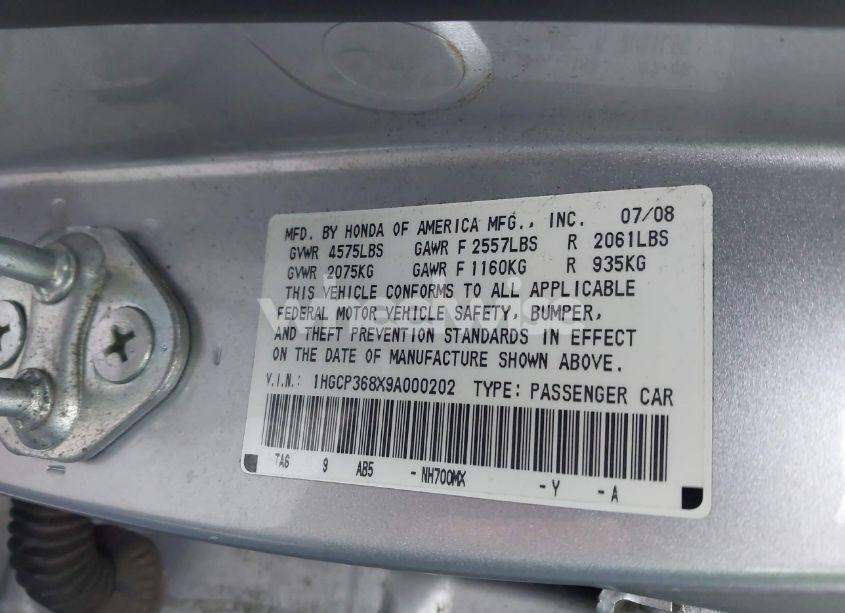 MFD. BY HONDA OF AMERICA MFG., INC. 07/08
GVWR 4575LBS GAWR F 2557LBS R 2061LBS
GVWR 2075KG GAWR F 1160KG R 935KG
THIS VEHICLE CONFORMS TO ALL APPLICABLE
FEDERAL MOTOR VEHICLE SAFETY, BUMPER,
AND THEFT PREVENTION STANDARDS IN EFFECT
ON THE DATE OF MANUFACTURE SHOWN ABOVE.
V.I.N.: 1HGCP368X9A000202 TYPE: PASSENGER CAR
TA6 9 AB5 - NH700MX - Y - A